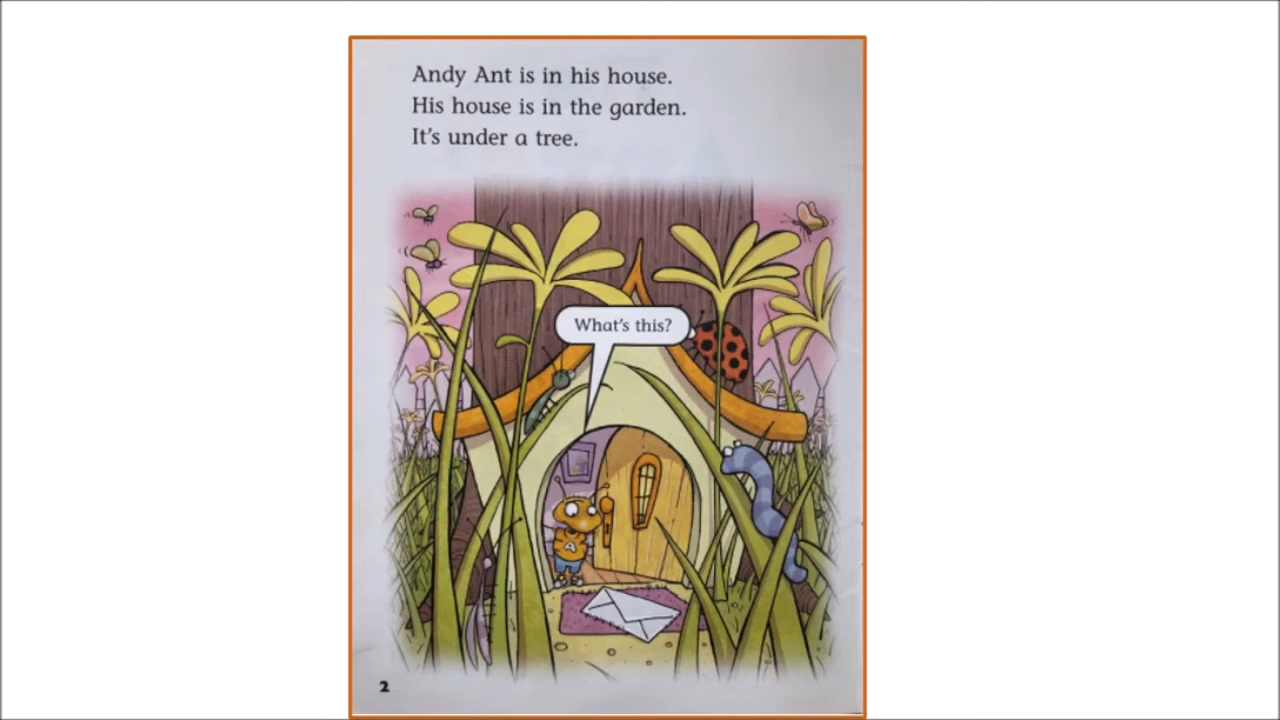 Andy Ant is in his house.
His house is in the garden.
It's under a tree.
What's this?
A
2